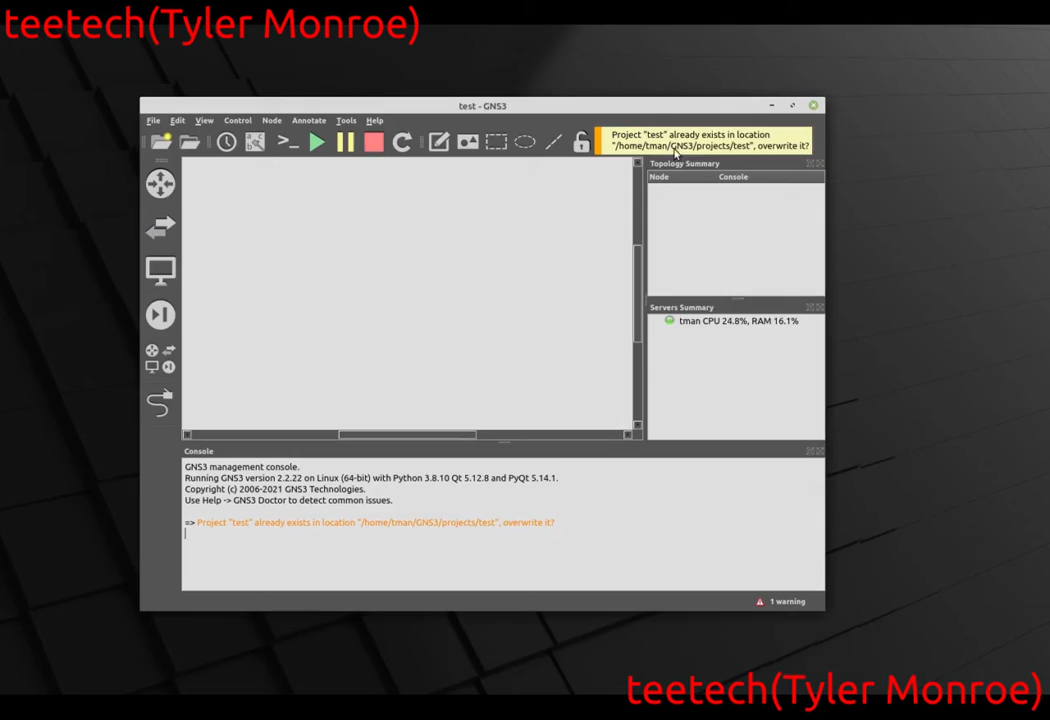 teetech(Tyler Monroe)
test - GNS3
File Edit View Control Node Annotate Tools Help
Project "test" already exists in location
"/home/tman/GNS3/projects/test", overwrite it?
Topology Summary
Node Console
Servers Summary
tman CPU 24.8%, RAM 16.1%
Console
GNS3 management console.
Running GNS3 version 2.2.22 on Linux (64-bit) with Python 3.8.10 Qt 5.12.8 and PyQt 5.14.1.
Copyright (c) 2006-2021 GNS3 Technologies.
Use Help -> GNS3 Doctor to detect common issues.
=> Project "test" already exists in location "/home/tman/GNS3/projects/test", overwrite it?
1 warning
teetech(Tyler Monroe)